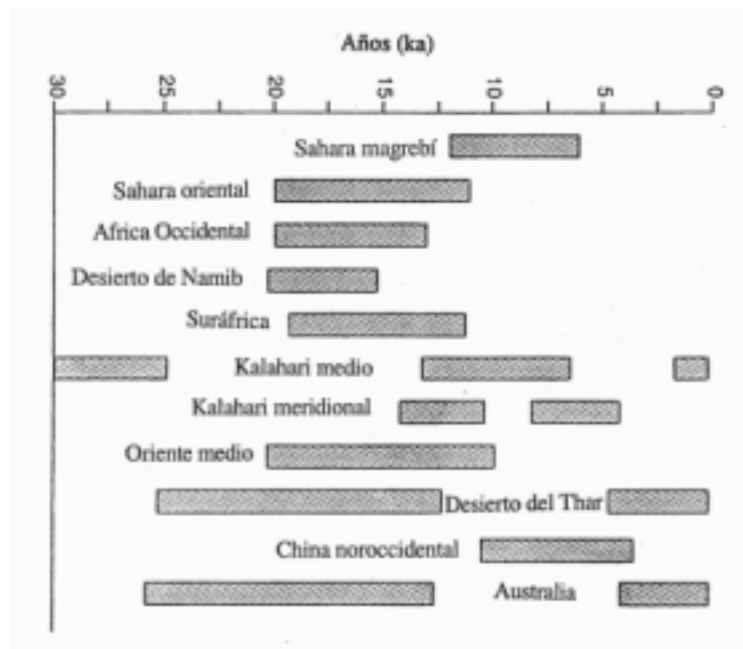 Años (ka)
30 25 20 15 10 5 0
Sahara magrebí
Sahara oriental
Africa Occidental
Desierto de Namib
Suráfrica
Kalahari medio
Kalahari meridional
Oriente medio
Desierto del Thar
China noroccidental
Australia